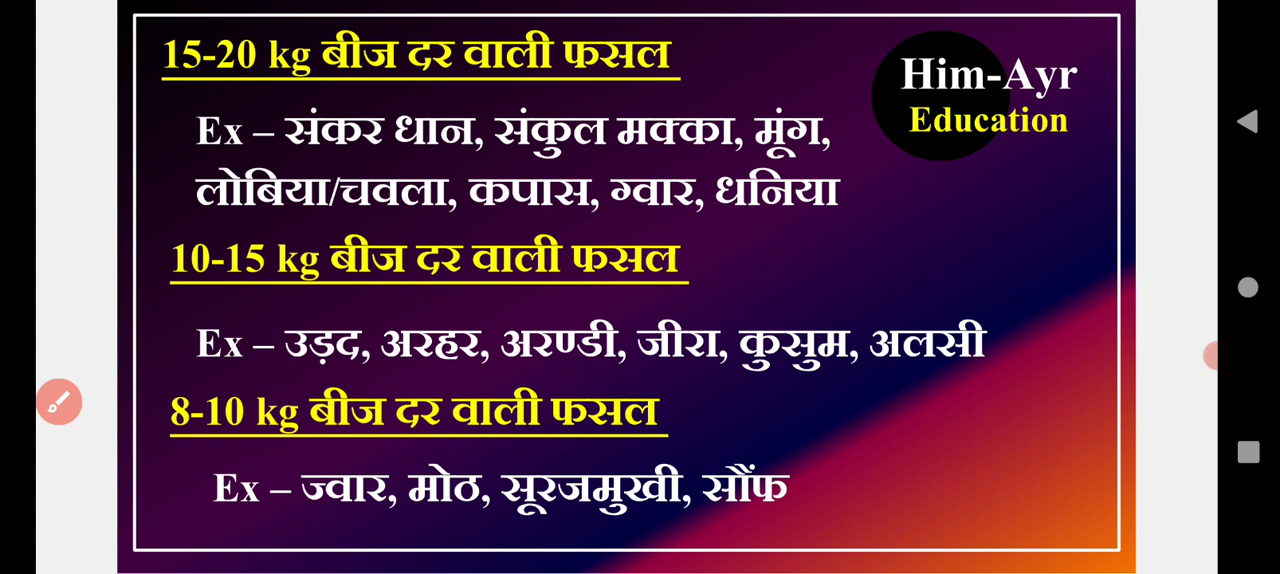 15-20 kg बीज दर वाली फसल
Him-Ayr
Education
Ex – संकर धान, संकुल मक्का, मूंग,
लोबिया/चवला, कपास, ग्वार, धनिया
10-15 kg बीज दर वाली फसल
Ex – उड़द, अरहर, अरण्डी, जीरा, कुसुम, अलसी
8-10 kg बीज दर वाली फसल
Ex – ज्वार, मोठ, सूरजमुखी, सौंफ